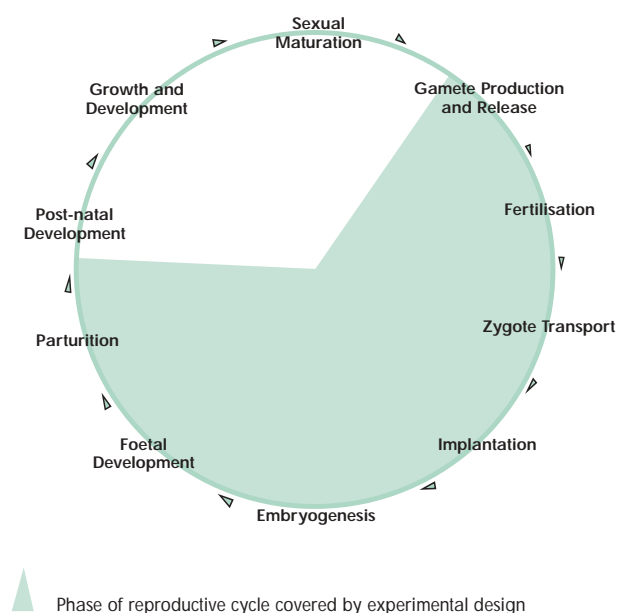 Sexual
Maturation
Gamete Production
and Release
Fertilisation
Zygote Transport
Implantation
Embryogenesis
Foetal
Development
Parturition
Post-natal
Development
Growth and
Development
Phase of reproductive cycle covered by experimental design